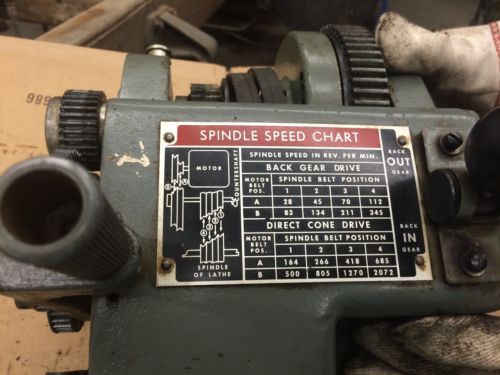 9686
SPINDLE SPEED CHART
MOTOR
COUNTERSHAFT
SPINDLE
OF LATHE
SPINDLE SPEED IN REV. PER MIN.
BACK GEAR DRIVE
MOTOR BELT POS. SPINDLE BELT POSITION
1 2 3 4
A 28 45 70 112
B 83 134 211 345
DIRECT CONE DRIVE
MOTOR BELT POS. SPINDLE BELT POSITION
1 2 3 4
A 164 266 418 685
B 500 805 1270 2072
BACK
OUT
GEAR
BACK
IN
GEAR